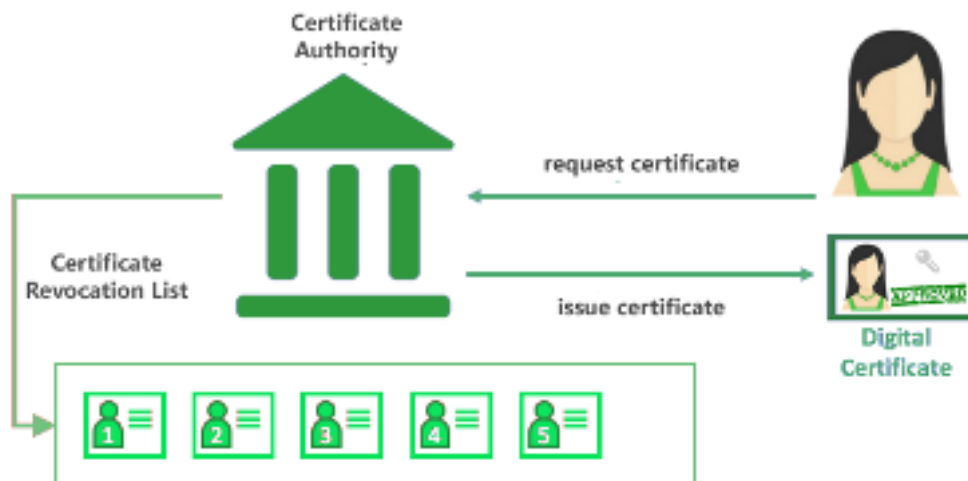 Certificate
Authority
request certificate
Certificate
Revocation List
issue certificate
Digital
Certificate
1 2 3 4 5